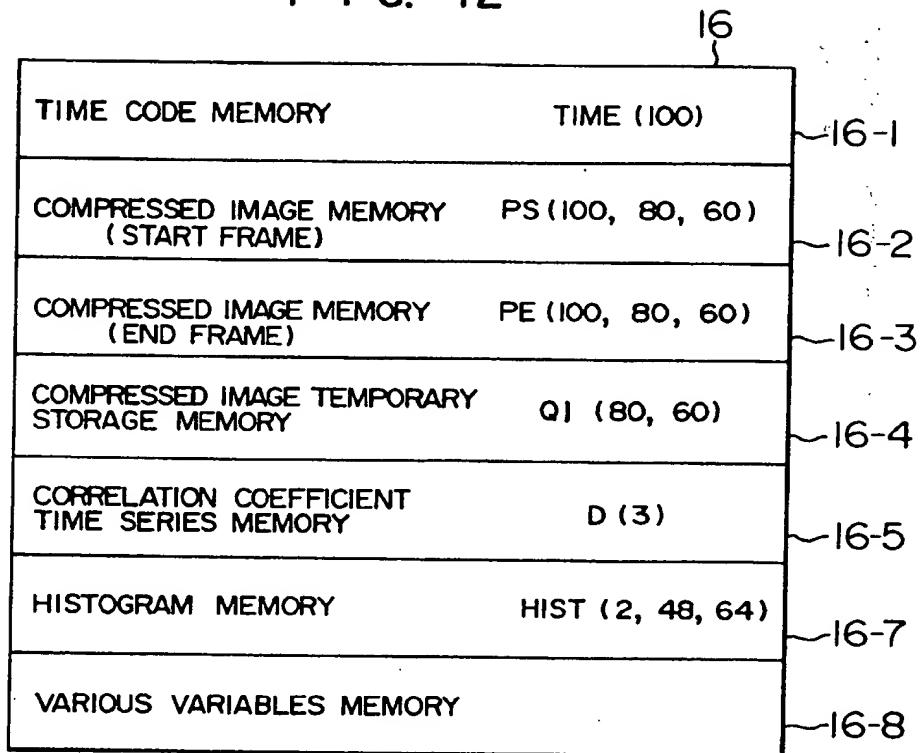 FIG. 12
16
TIME CODE MEMORY TIME (100) 16-1
COMPRESSED IMAGE MEMORY PS (100, 80, 60)
(START FRAME) 16-2
COMPRESSED IMAGE MEMORY PE (100, 80, 60)
(END FRAME) 16-3
COMPRESSED IMAGE TEMPORARY
STORAGE MEMORY QI (80, 60) 16-4
CORRELATION COEFFICIENT
TIME SERIES MEMORY D (3) 16-5
HISTOGRAM MEMORY HIST (2, 48, 64) 16-7
VARIOUS VARIABLES MEMORY 16-8